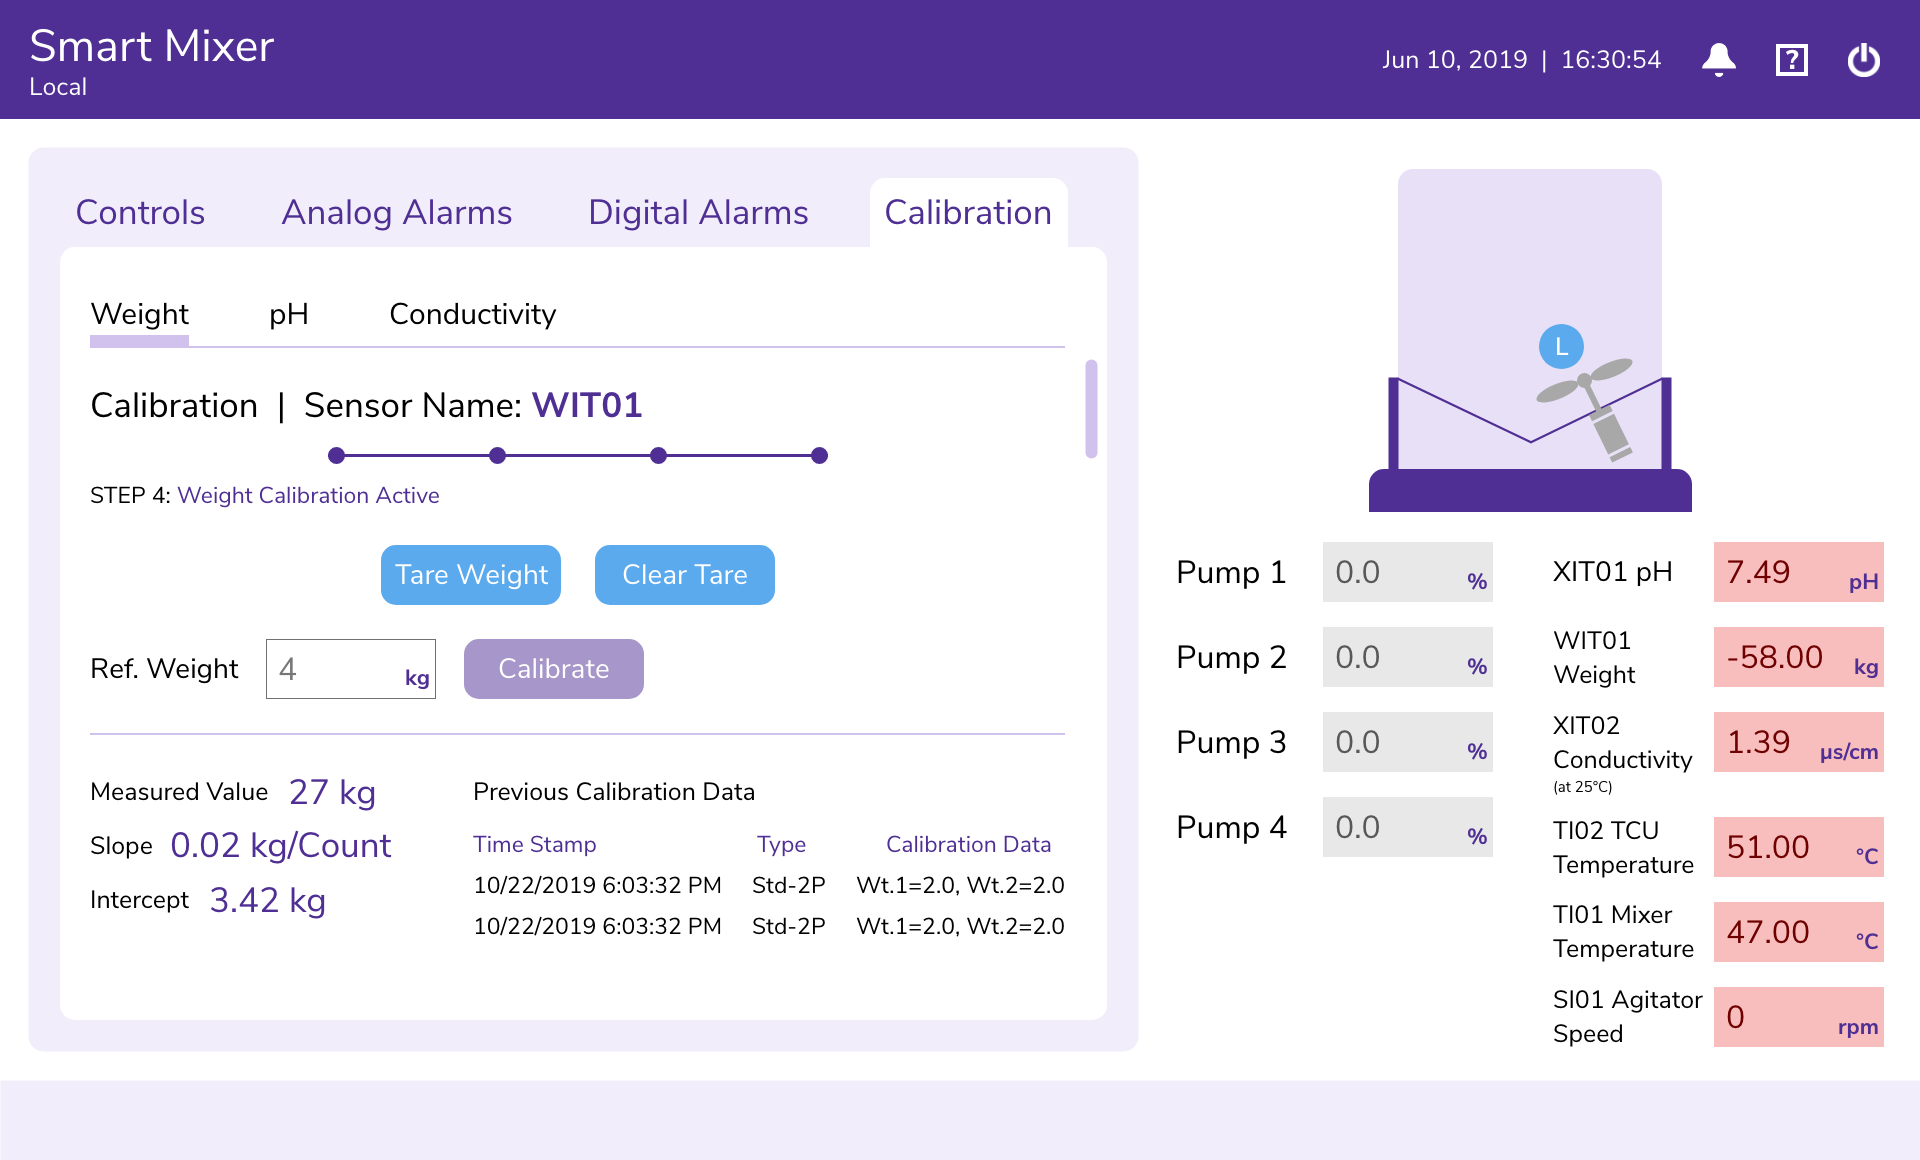 Smart Mixer
Local
Jun 10, 2019 | 16:30:54
?
Controls Analog Alarms Digital Alarms Calibration
Weight pH Conductivity
Calibration | Sensor Name: WIT01
STEP 4: Weight Calibration Active
Tare Weight Clear Tare
Ref. Weight 4 kg Calibrate
Measured Value 27 kg
Slope 0.02 kg/Count
Intercept 3.42 kg
Previous Calibration Data
Time Stamp Type Calibration Data
10/22/2019 6:03:32 PM Std-2P Wt.1=2.0, Wt.2=2.0
10/22/2019 6:03:32 PM Std-2P Wt.1=2.0, Wt.2=2.0
L
Pump 1 0.0 %
Pump 2 0.0 %
Pump 3 0.0 %
Pump 4 0.0 %
XIT01 pH 7.49 pH
WIT01
Weight
-58.00 kg
XIT02
Conductivity
(at 25°C)
1.39 µs/cm
TI02 TCU
Temperature
51.00 °C
TI01 Mixer
Temperature
47.00 °C
SI01 Agitator
Speed
0 rpm